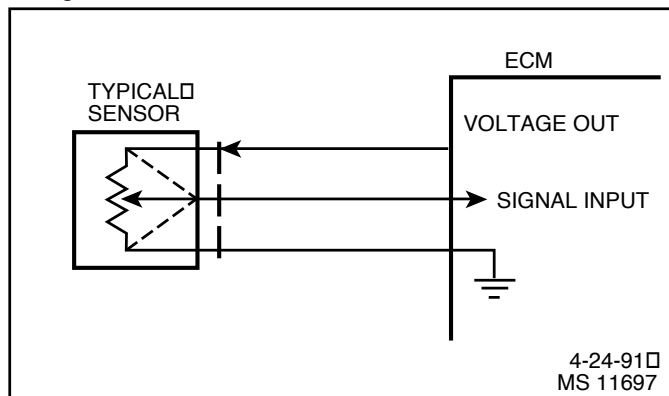 ECM
TYPICAL□
SENSOR
VOLTAGE OUT
SIGNAL INPUT
4-24-91□
MS 11697